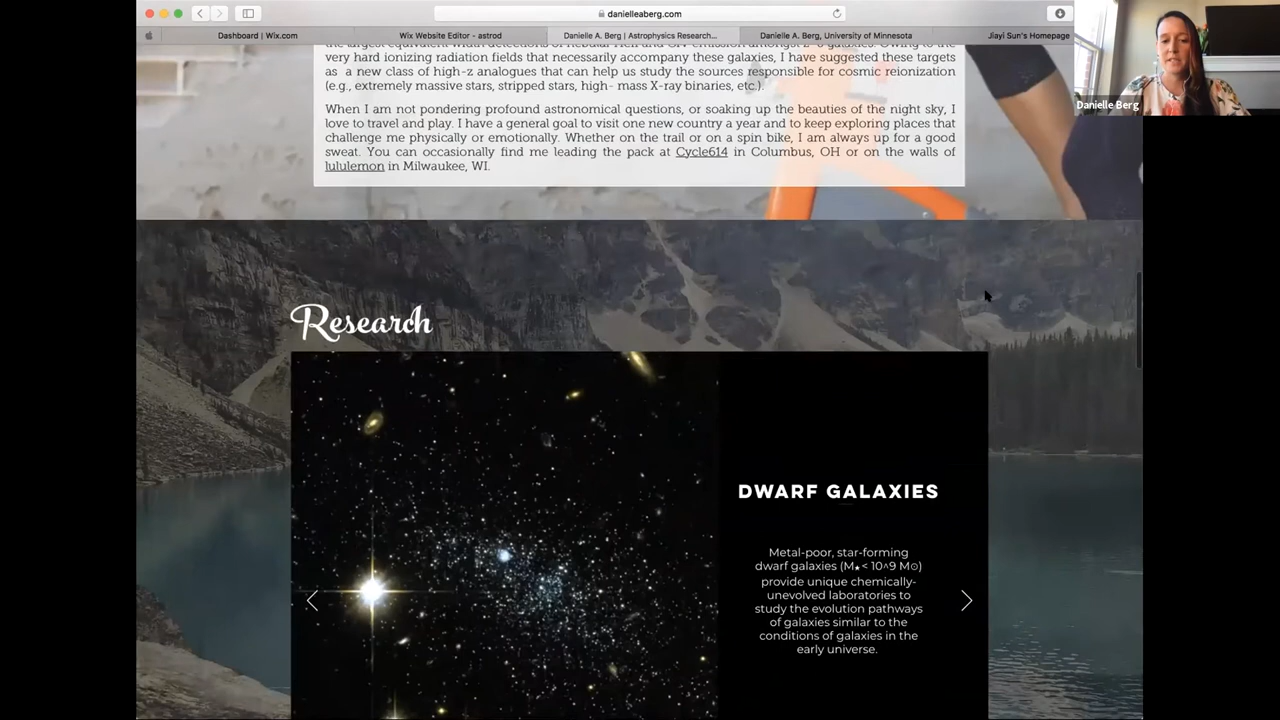 danielleaberg.com
Dashboard | Wix.com
Wix Website Editor - astrod
Danielle A. Berg | Astrophysics Research...
Danielle A. Berg, University of Minnesota
Jiayi Sun's Homepage
Danielle Berg
very hard ionizing radiation fields that necessarily accompany these galaxies, I have suggested these targets
as a new class of high-z analogues that can help us study the sources responsible for cosmic reionization
(e.g., extremely massive stars, stripped stars, high- mass X-ray binaries, etc.).
When I am not pondering profound astronomical questions, or soaking up the beauties of the night sky, I
love to travel and play. I have a general goal to visit one new country a year and to keep exploring places that
challenge me physically or emotionally. Whether on the trail or on a spin bike, I am always up for a good
sweat. You can occasionally find me leading the pack at Cycle614 in Columbus, OH or on the walls of
lululemon in Milwaukee, WI.
Research
DWARF GALAXIES
Metal-poor, star-forming
dwarf galaxies (M★< 10^9 M⊙)
provide unique chemically-
unevolved laboratories to
study the evolution pathways
of galaxies similar to the
conditions of galaxies in the
early universe.